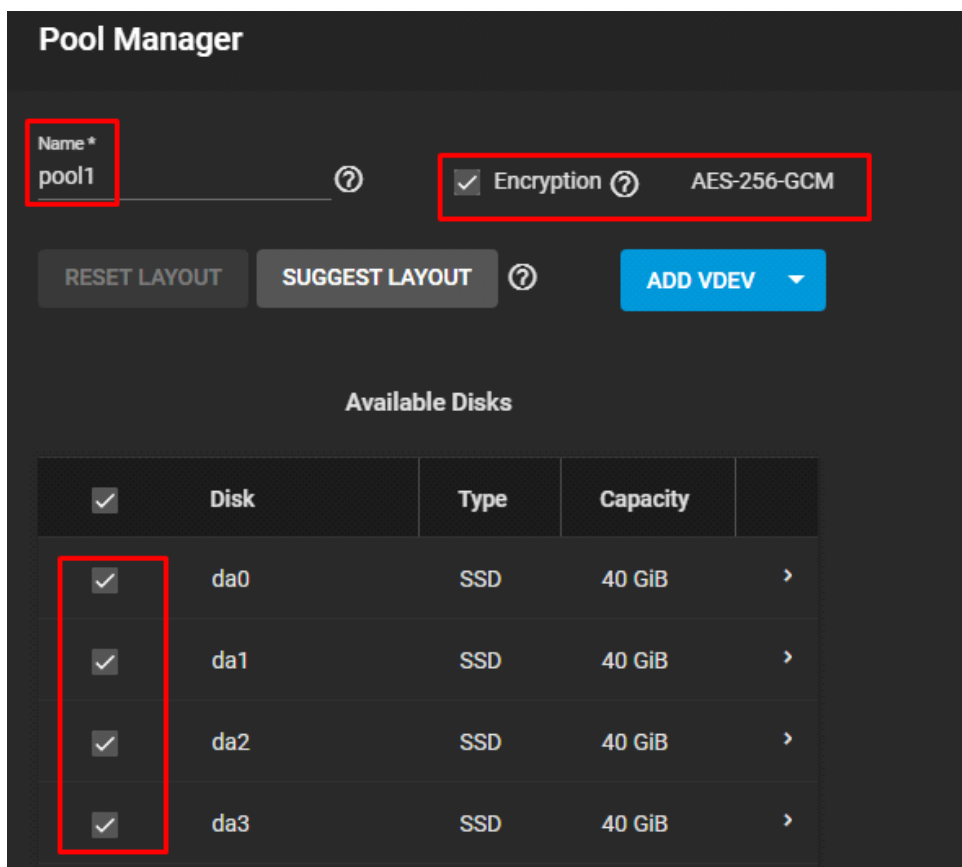 Pool Manager
Name *
pool1
Encryption AES-256-GCM
RESET LAYOUT SUGGEST LAYOUT ADD VDEV
Available Disks
Disk Type Capacity
da0 SSD 40 GiB
da1 SSD 40 GiB
da2 SSD 40 GiB
da3 SSD 40 GiB